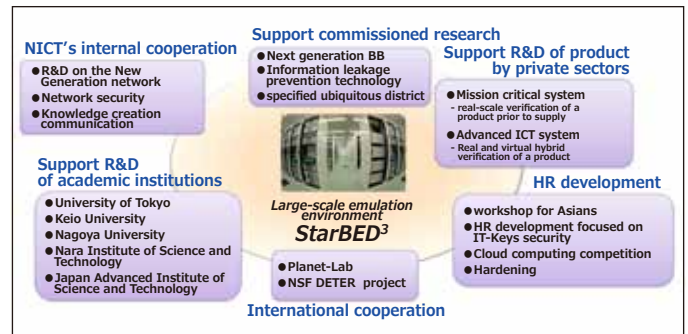 NICT's internal cooperation
●R&D on the New
Generation network
●Network security
●Knowledge creation
communication
Support commissioned research
●Next generation BB
●Information leakage
prevention technology
●specified ubiquitous district
Support R&D of product
by private sectors
●Mission critical system
- real-scale verification of a
product prior to supply
●Advanced ICT system
- Real and virtual hybrid
verification of a product
Support R&D
of academic institutions
●University of Tokyo
●Keio University
●Nagoya University
●Nara Institute of Science and
Technology
●Japan Advanced Institute of
Science and Technology
Large-scale emulation
environment
StarBED³
HR development
●workshop for Asians
●HR development focused on
IT-Keys security
●Cloud computing competition
●Hardening
●Planet-Lab
●NSF DETER project
International cooperation